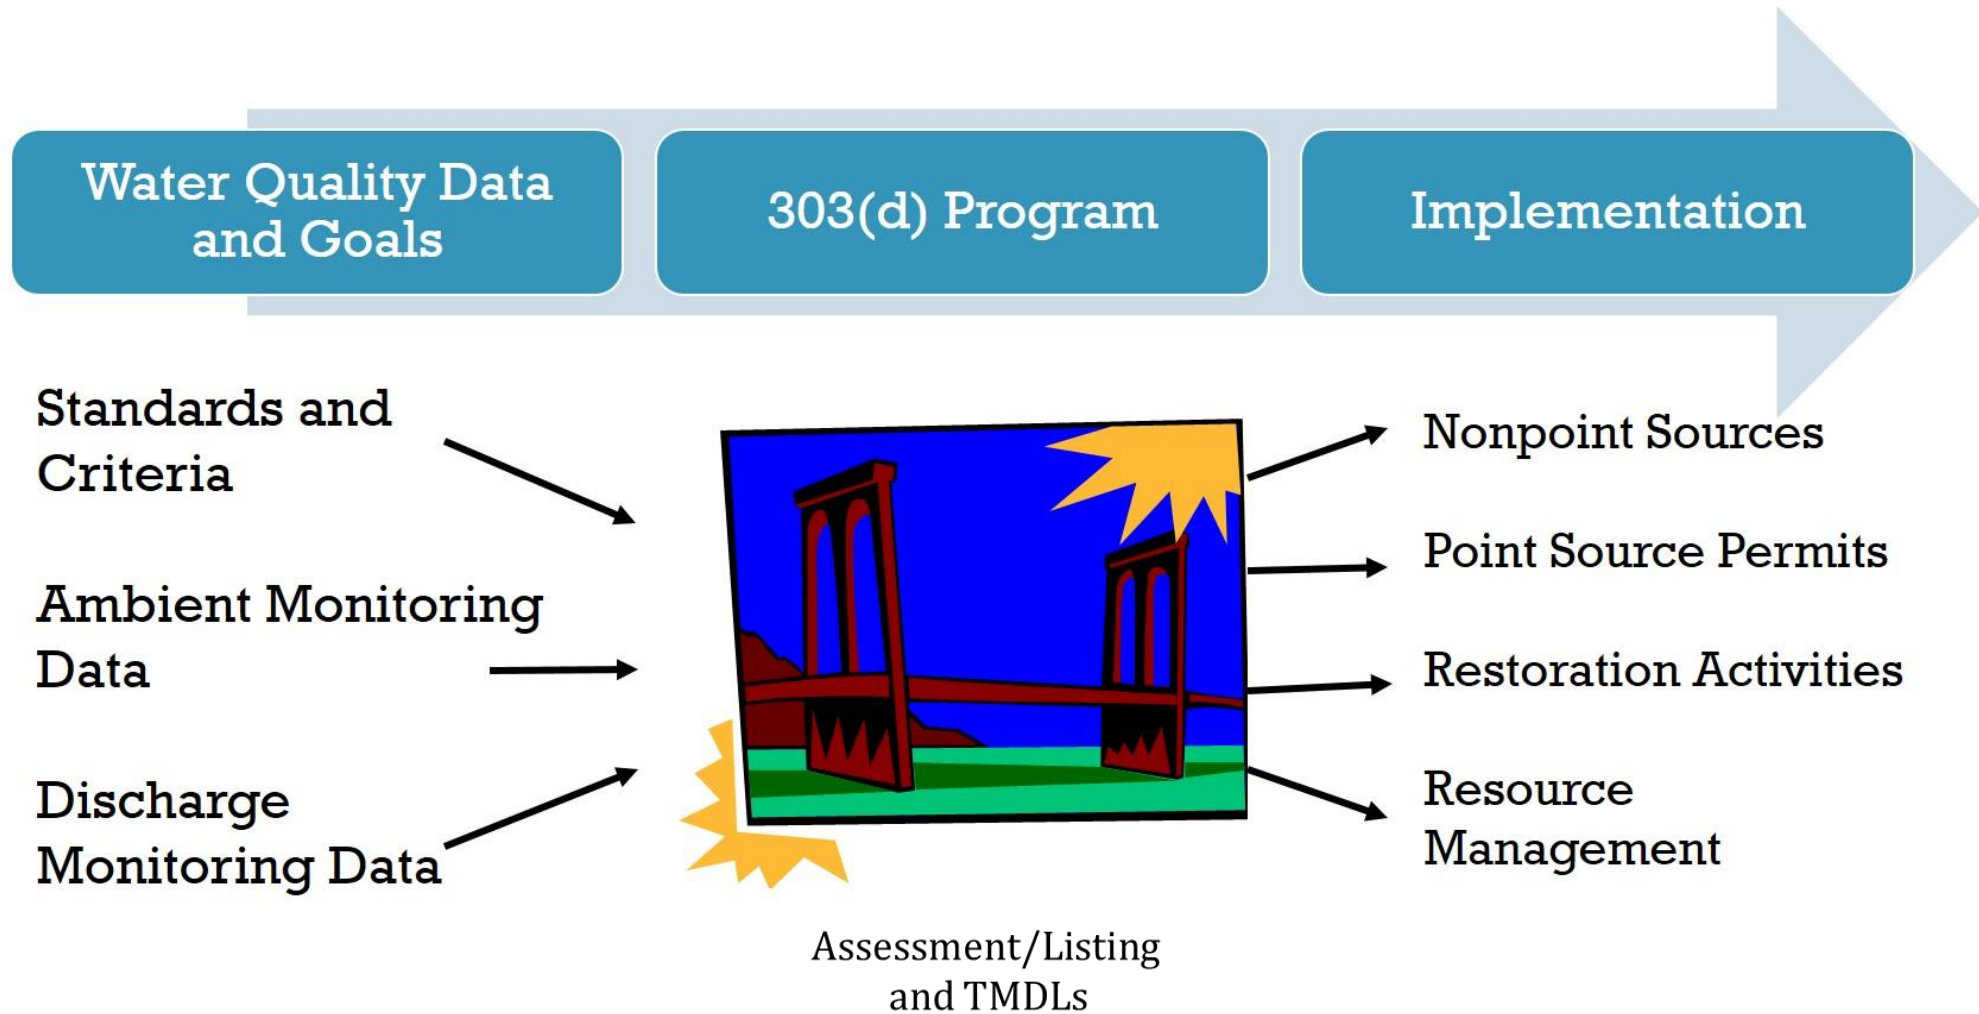 Water Quality Data
and Goals
303(d) Program
Implementation
Standards and
Criteria
Ambient Monitoring
Data
Discharge
Monitoring Data
Nonpoint Sources
Point Source Permits
Restoration Activities
Resource
Management
Assessment/Listing
and TMDLs